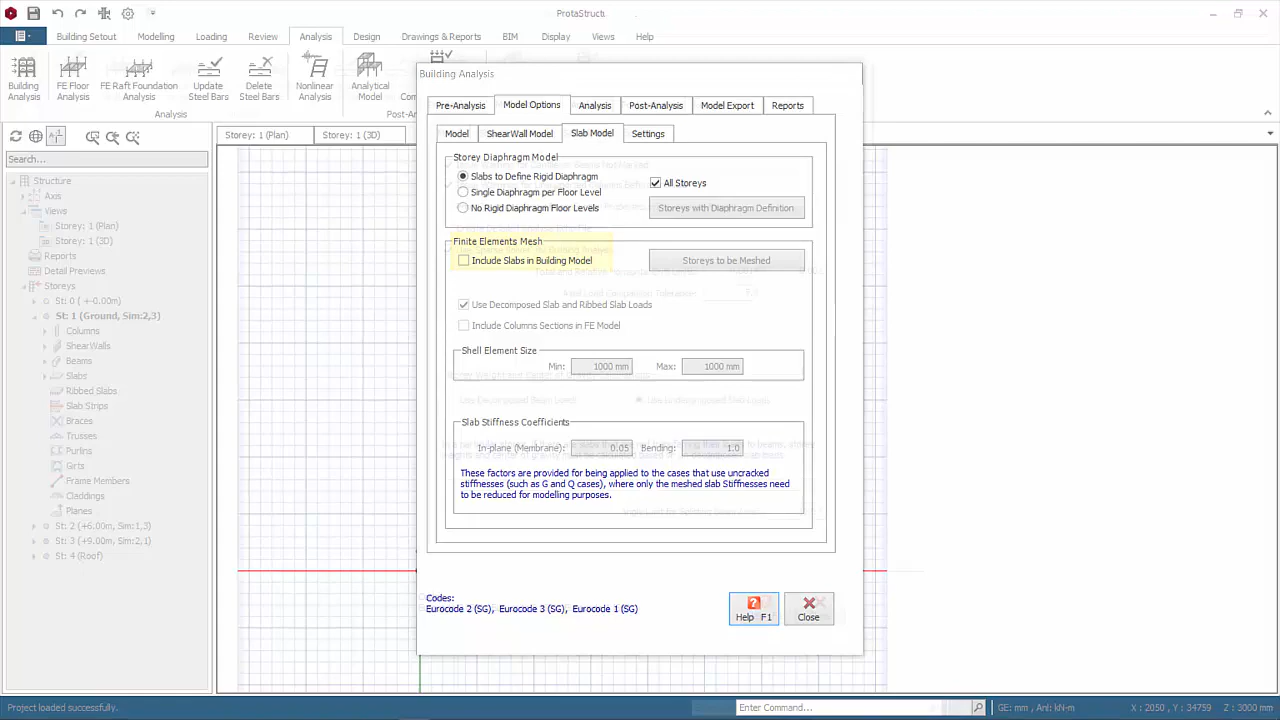 ProtaStruct
Building Setout Modelling Loading Review Analysis Design Drawings & Reports BIM Display Views Help
Building Analysis
FE Floor Analysis
FE Raft Foundation Analysis
Update Steel Bars
Delete Steel Bars
Nonlinear Analysis
Analytical Model
Analysis
Storey: 1 (Plan) Storey: 1 (3D)
Search...
Structure
Axis
Views
Storey: 1 (Plan)
Storey: 1 (3D)
Reports
Detail Previews
Storeys
St: 0 (+-0.00m)
St: 1 (Ground, Sim:2,3)
Columns
ShearWalls
Beams
Slabs
Ribbed Slabs
Slab Strips
Braces
Trusses
Purlins
Girts
Frame Members
Claddings
Planes
St: 2 (+6.00m, Sim:1,3)
St: 3 (+9.00m, Sim:2,1)
St: 4 (Roof)
Building Analysis
Pre-Analysis Model Options Analysis Post-Analysis Model Export Reports
Model ShearWall Model Slab Model Settings
Storey Diaphragm Model
Slabs to Define Rigid Diaphragm
Single Diaphragm per Floor Level
No Rigid Diaphragm Floor Levels
All Storeys
Storeys with Diaphragm Definition
Finite Elements Mesh
Include Slabs in Building Model
Storeys to be Meshed
Use Decomposed Slab and Ribbed Slab Loads
Include Columns Sections in FE Model
Shell Element Size
Min: 1000 mm Max: 1000 mm
Slab Stiffness Coefficients
In-plane (Membrane): 0.05 Bending: 1.0
These factors are provided for being applied to the cases that use uncracked
stiffnesses (such as G and Q cases), where only the meshed slab Stiffnesses need
to be reduced for modelling purposes.
Codes:
Eurocode 2 (SG), Eurocode 3 (SG), Eurocode 1 (SG)
Help F1
Close
Project loaded successfully.
Enter Command...
GE: mm, Anl: kN-m
X : 2050 , Y : 34759
Z : 3000 mm